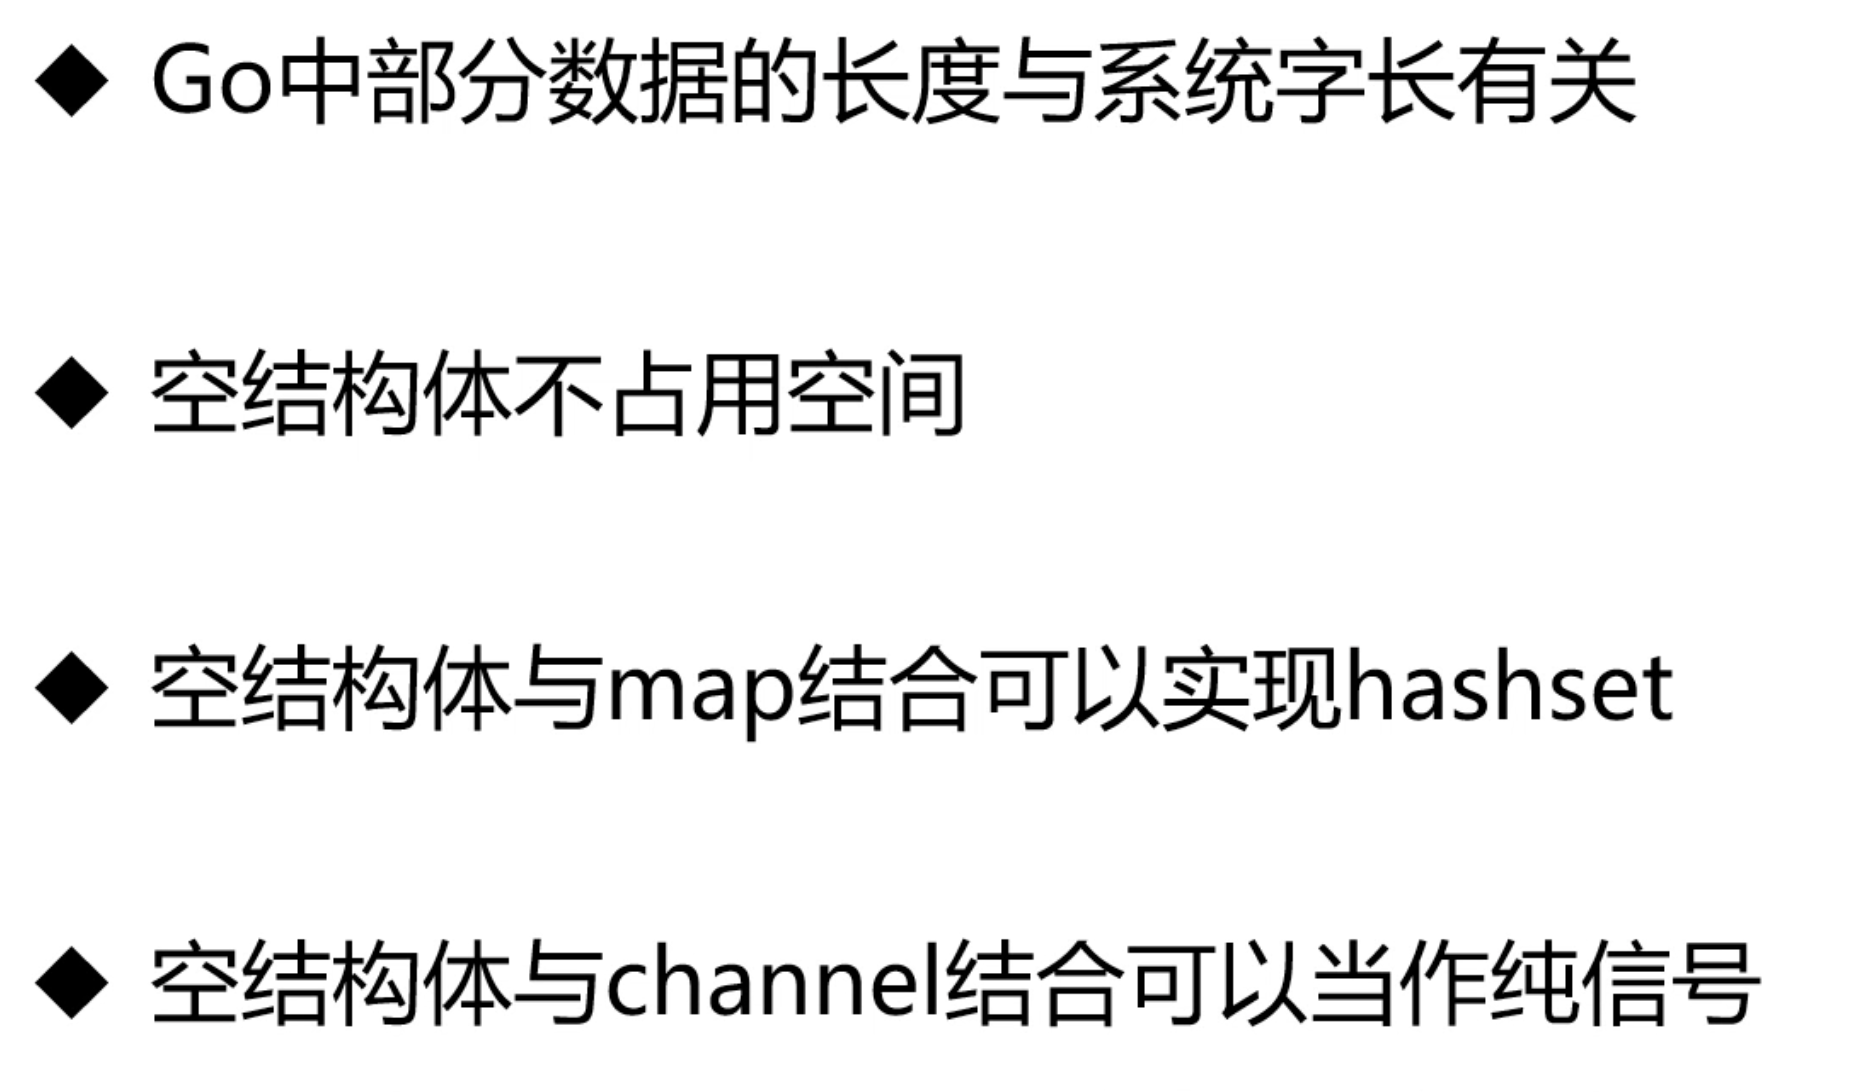 ◆ Go中部分数据的长度与系统字长有关
◆ 空结构体不占用空间
◆ 空结构体与map结合可以实现hashset
◆ 空结构体与channel结合可以当作纯信号